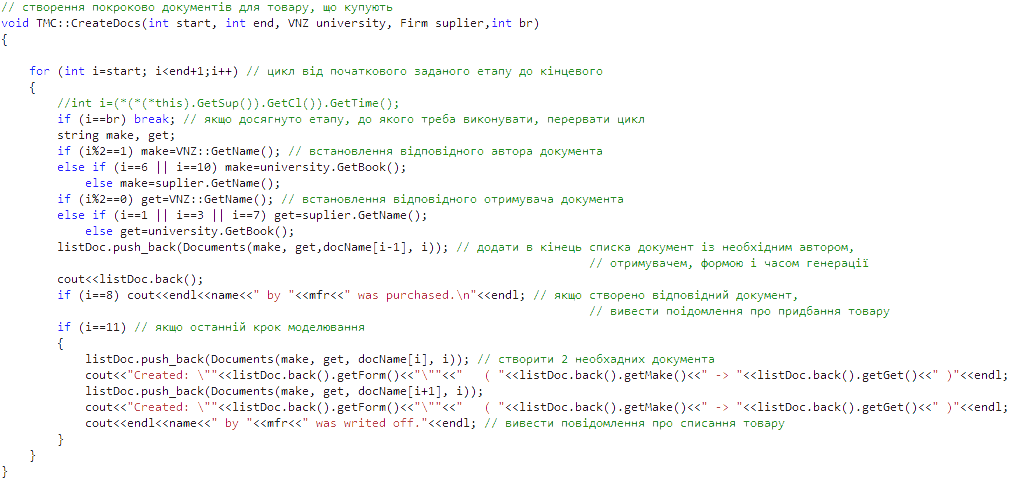 // створення покроково документів для товару, що купують
void TMC::CreateDocs(int start, int end, VNZ university, Firm suplier,int br)
{
for (int i=start; i<end+1;i++) // цикл від початкового заданого етапу до кінцевого
{
//int i=(*(*(*this).GetSup()).GetCl()).GetTime();
if (i==br) break; // якщо досягнуто етапу, до якого треба виконувати, перервати цикл
string make, get;
if (i%2==1) make=VNZ::GetName(); // встановлення відповідного автора документа
else if (i==6 || i==10) make=university.GetBook();
else make=suplier.GetName();
if (i%2==0) get=VNZ::GetName(); // встановлення відповідного отримувача документа
else if (i==1 || i==3 || i==7) get=suplier.GetName();
else get=university.GetBook();
listDoc.push_back(Documents(make, get,docName[i-1], i)); // додати в кінець списка документ із необхідним автором,
// отримувачем, формою і часом генерації
cout<<listDoc.back();
if (i==8) cout<<endl<<name<<" by "<<mfr<<" was purchased.\n"<<endl; // якщо створено відповідний документ,
// вивести поідомлення про придбання товару
if (i==11) // якщо останній крок моделювання
{
listDoc.push_back(Documents(make, get, docName[i], i)); // створити 2 необхадних документа
cout<<"Created: \""<<listDoc.back().getForm()<<"\""<<"   ( "<<listDoc.back().getMake()<<" -> "<<listDoc.back().getGet()<<" )"<<endl;
listDoc.push_back(Documents(make, get, docName[i+1], i));
cout<<"Created: \""<<listDoc.back().getForm()<<"\""<<"   ( "<<listDoc.back().getMake()<<" -> "<<listDoc.back().getGet()<<" )"<<endl;
cout<<endl<<name<<" by "<<mfr<<" was writed off."<<endl; // вивести повідомлення про списання товару
}
}
}